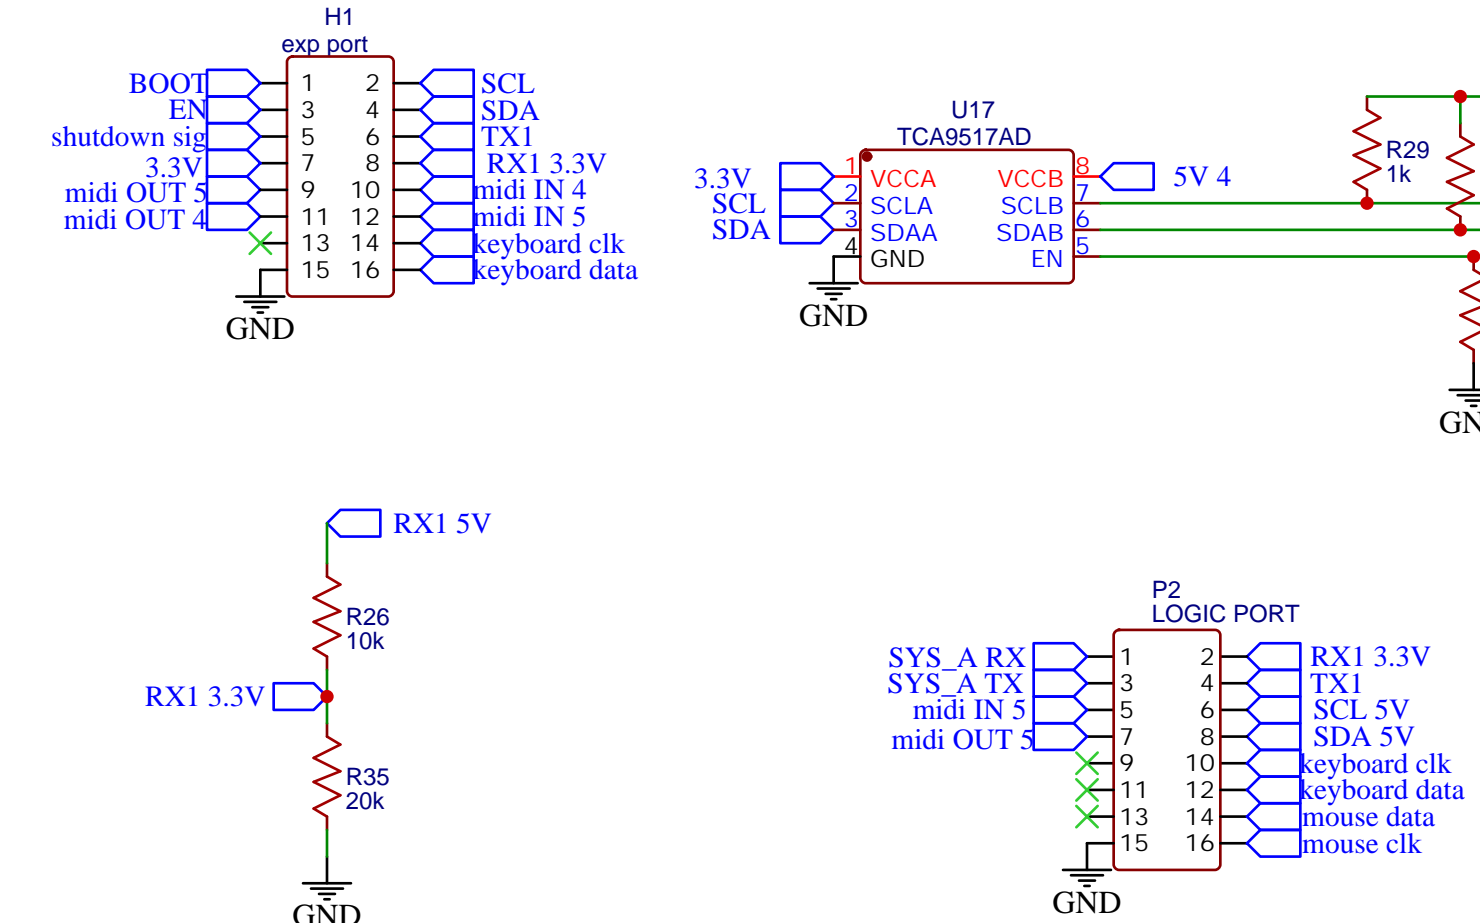 H1
exp port
BOOT 1 2 SCL
EN 3 4 SDA
shutdown sig 5 6 TX1
3.3V 7 8 RX1 3.3V
midi OUT 5 9 10 midi IN 4
midi OUT 4 11 12 midi IN 5
13 14 keyboard clk
15 16 keyboard data
GND
U17
TCA9517AD
3.3V 1 VCCA VCCB 8 5V 4
SCL 2 SCLA SCLB 7
SDA 3 SDAA SDAB 6
4 GND EN 5
GND
R29
1k
GN
RX1 5V
R26
10k
RX1 3.3V
R35
20k
GND
P2
LOGIC PORT
SYS_A RX 1 2 RX1 3.3V
SYS_A TX 3 4 TX1
midi IN 5 5 6 SCL 5V
midi OUT 5 7 8 SDA 5V
9 10 keyboard clk
11 12 keyboard data
13 14 mouse data
15 16 mouse clk
GND